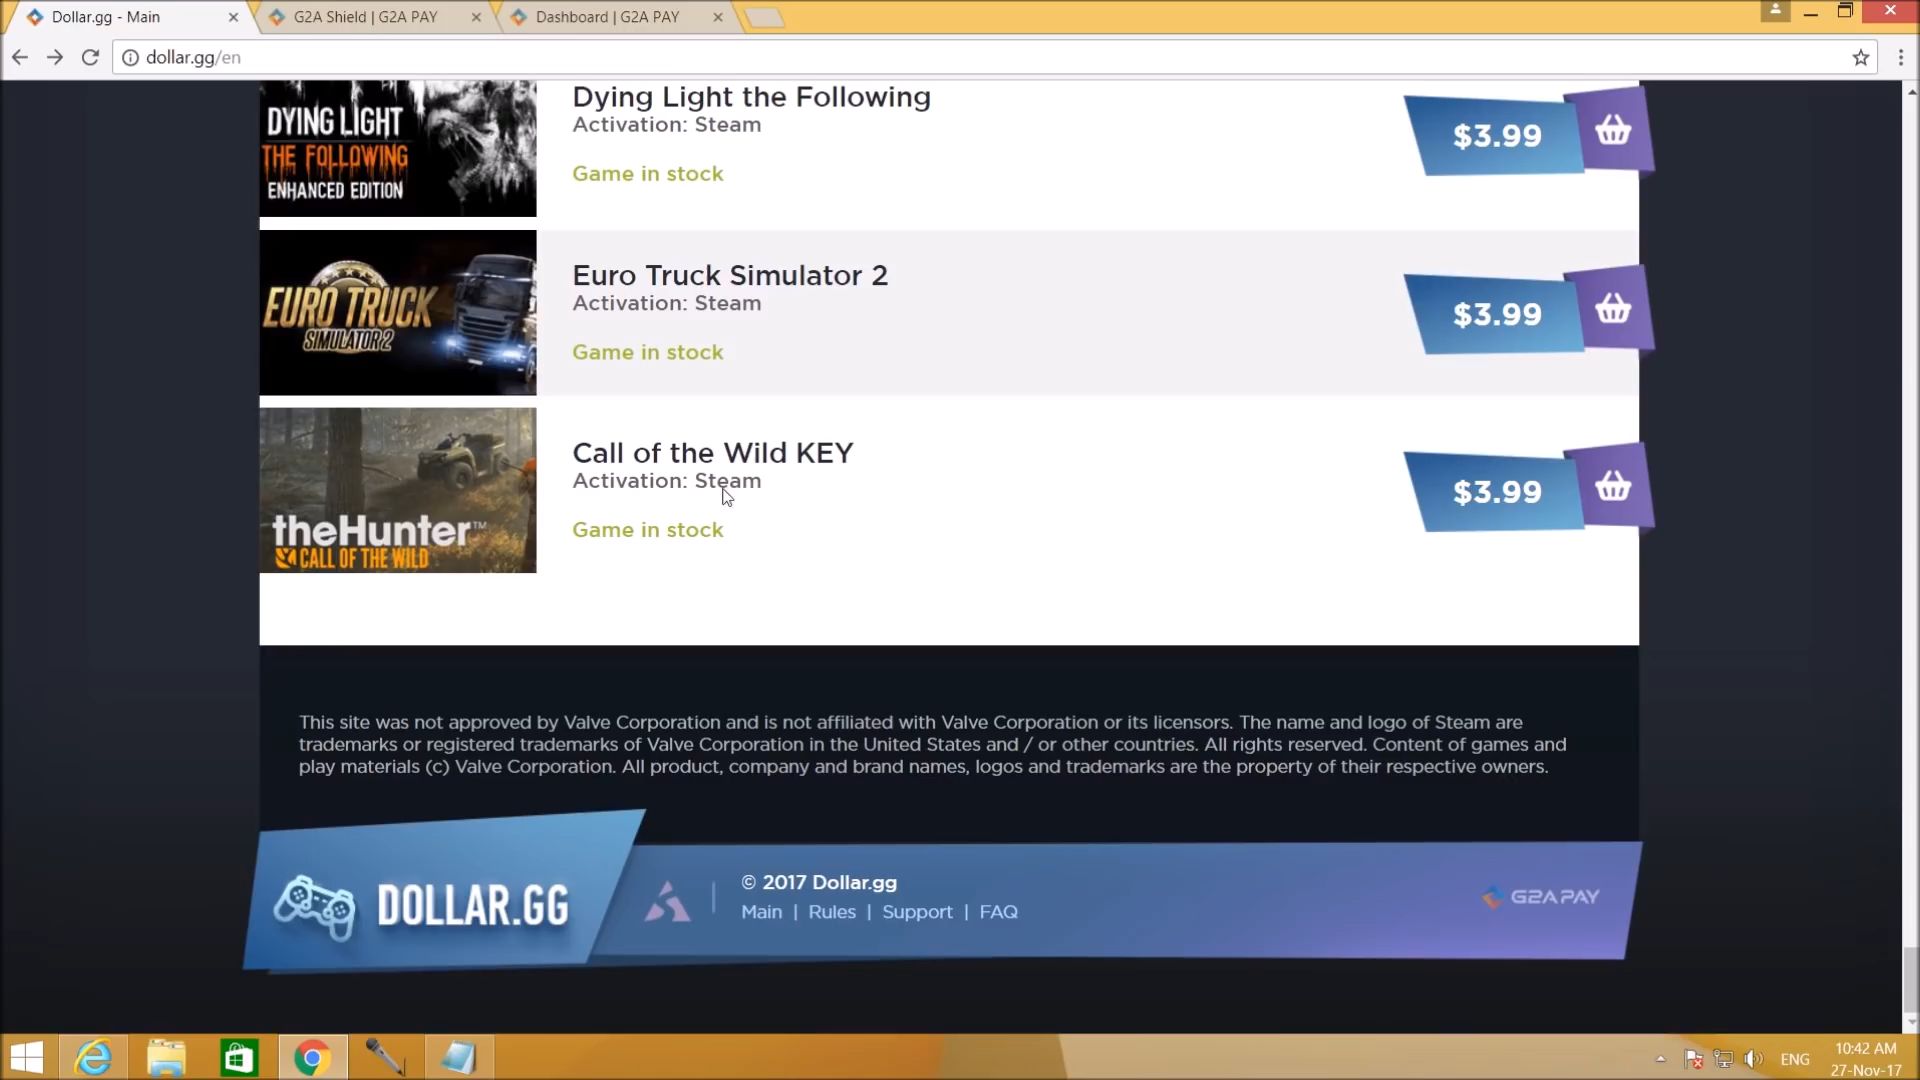 Dollar.gg - Main
G2A Shield | G2A PAY
Dashboard | G2A PAY
dollar.gg/en
DYING LIGHT
THE FOLLOWING
ENHANCED EDITION
Dying Light the Following
Activation: Steam
Game in stock
$3.99
EURO TRUCK
SIMULATOR 2
Euro Truck Simulator 2
Activation: Steam
Game in stock
$3.99
theHunter™
CALL OF THE WILD
Call of the Wild KEY
Activation: Steam
Game in stock
$3.99
This site was not approved by Valve Corporation and is not affiliated with Valve Corporation or its licensors. The name and logo of Steam are
trademarks or registered trademarks of Valve Corporation in the United States and / or other countries. All rights reserved. Content of games and
play materials (c) Valve Corporation. All product, company and brand names, logos and trademarks are the property of their respective owners.
DOLLAR.GG
© 2017 Dollar.gg
Main | Rules | Support | FAQ
G2A PAY
ENG
10:42 AM
27-Nov-17